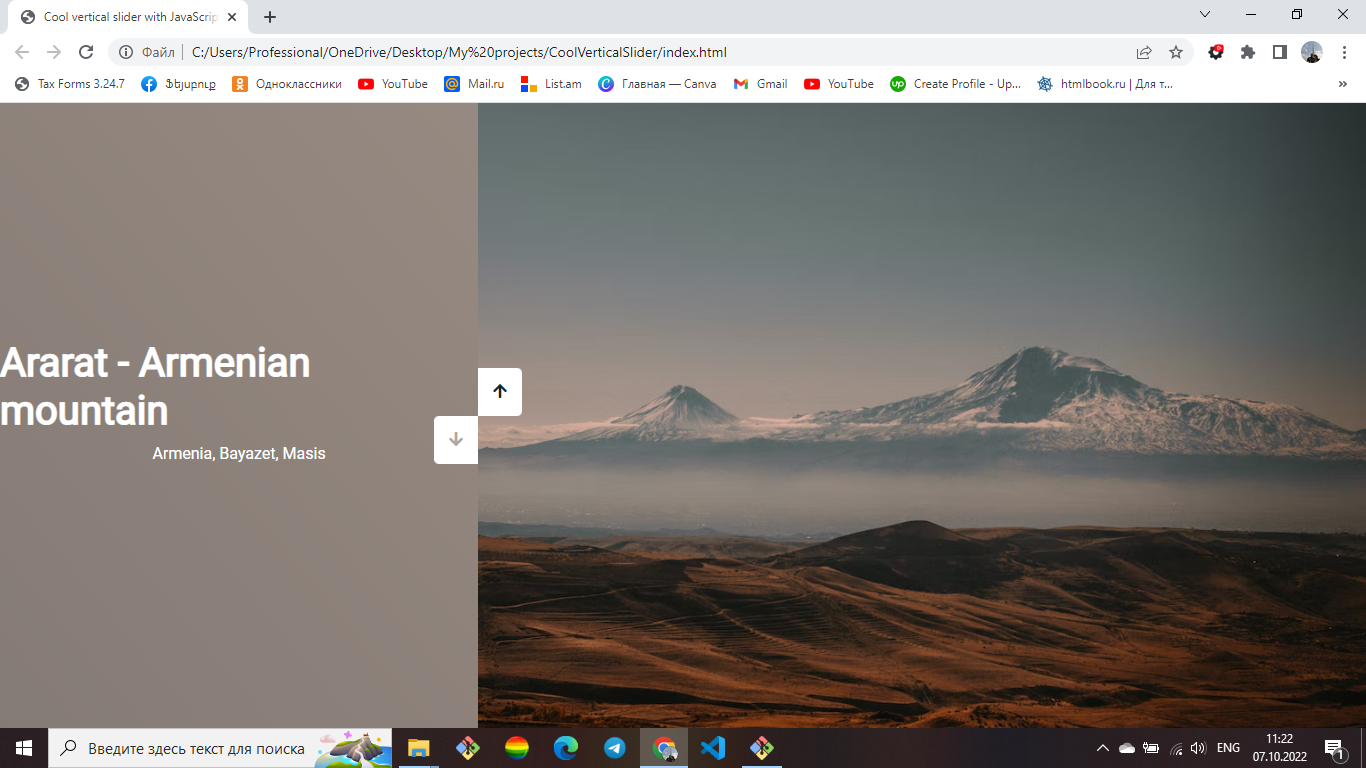 Cool vertical slider with JavaScrip
Файл
C:/Users/Professional/OneDrive/Desktop/My%20projects/CoolVerticalSlider/index.html
Tax Forms 3.24.7
Ֆեյսբուք
Одноклассники
YouTube
Mail.ru
List.am
Главная — Canva
Gmail
YouTube
up
Create Profile - Up...
htmlbook.ru | Для т...
Ararat - Armenian
mountain
Armenia, Bayazet, Masis
Введите здесь текст для поиска
ENG
11:22
07.10.2022
1